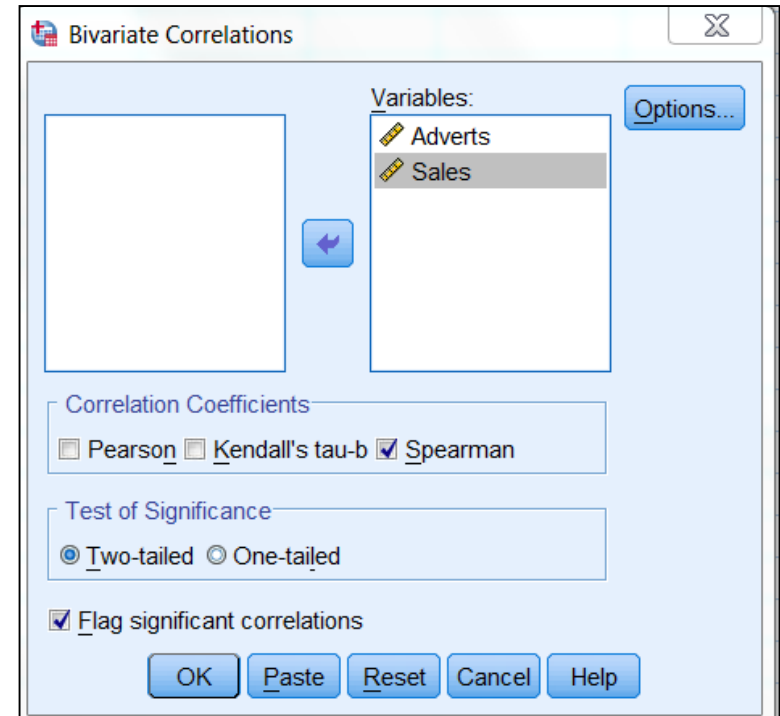 Bivariate Correlations
Variables:
Options...
Adverts
Sales
Correlation Coefficients
Pearson Kendall's tau-b Spearman
Test of Significance
Two-tailed One-tailed
Flag significant correlations
OK Paste Reset Cancel Help